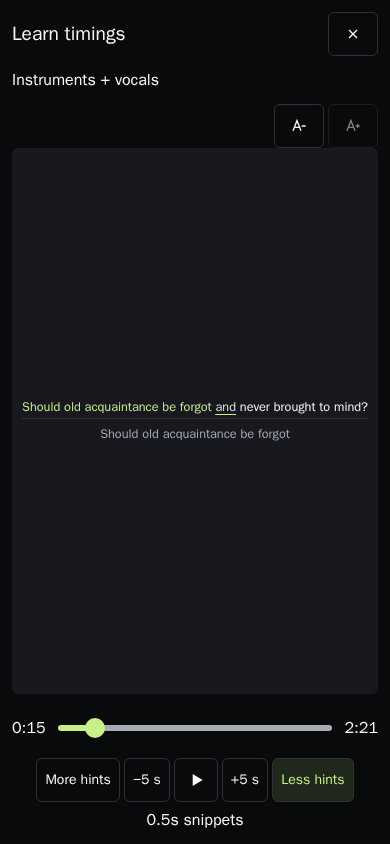 Learn timings
Instruments + vocals
A-
A+
Should old acquaintance be forgot and never brought to mind?
Should old acquaintance be forgot
0:15
2:21
More hints
−5 s
+5 s
Less hints
0.5s snippets